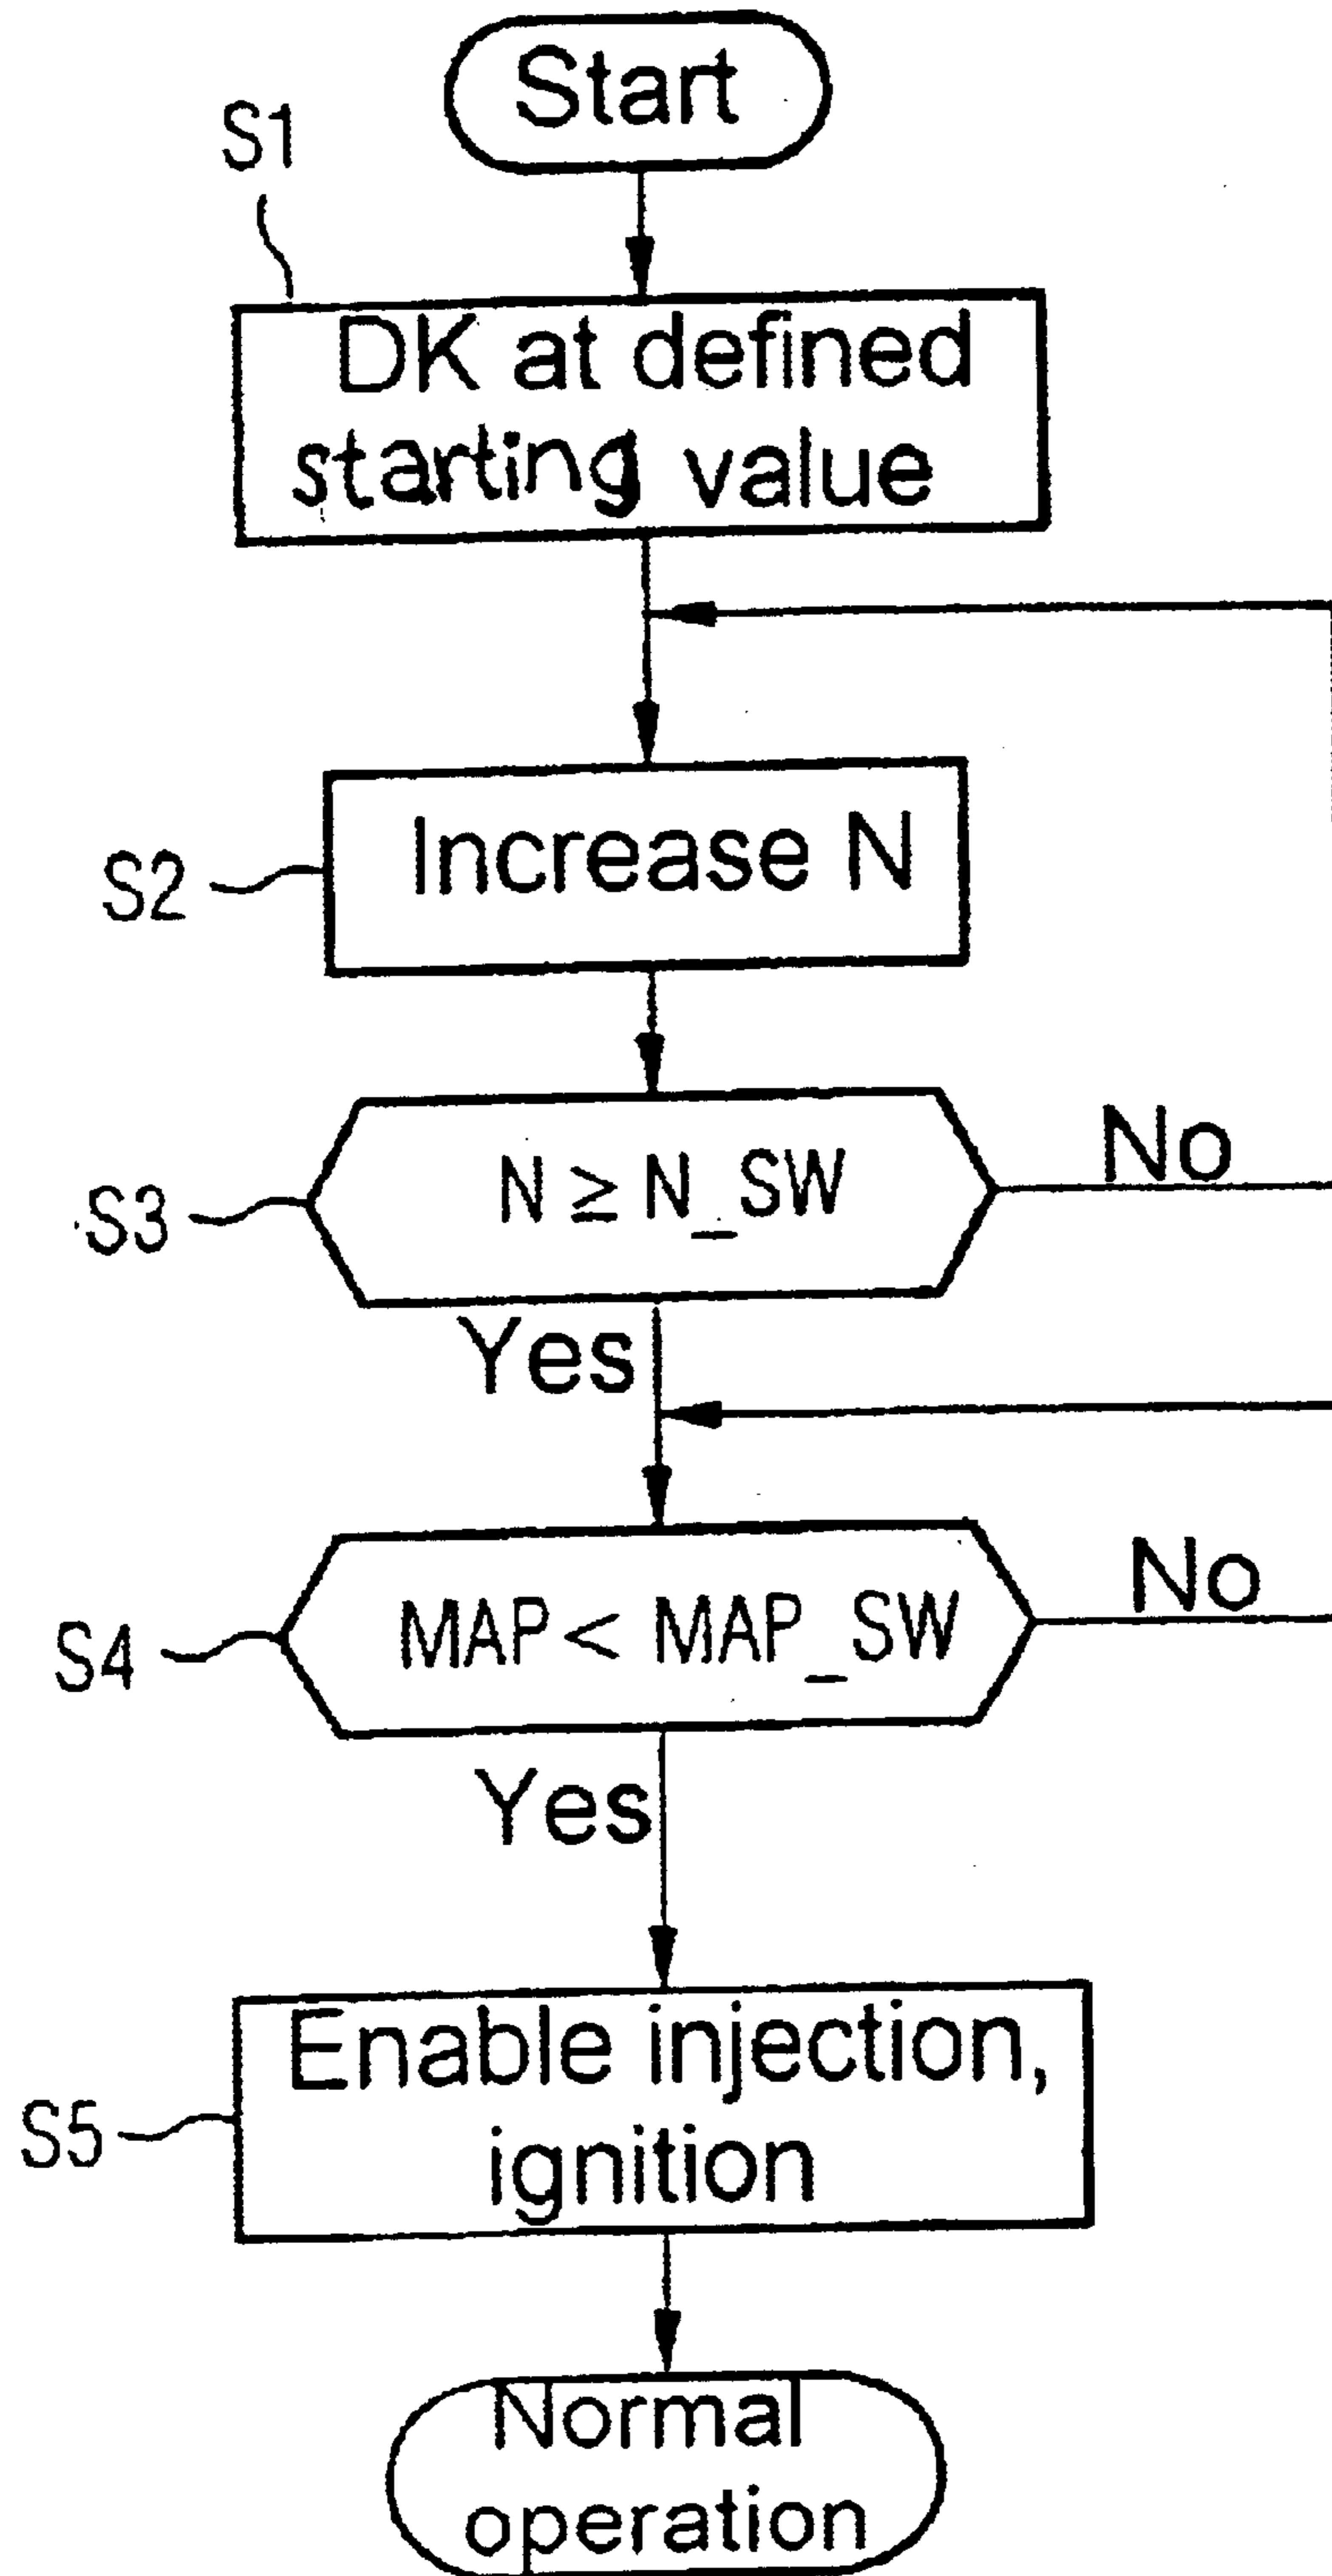 Start
S1
DK at defined
starting value
S2
Increase N
S3
N ≥ N_SW
No
Yes
S4
MAP < MAP_SW
No
Yes
S5
Enable injection,
ignition
Normal
operation